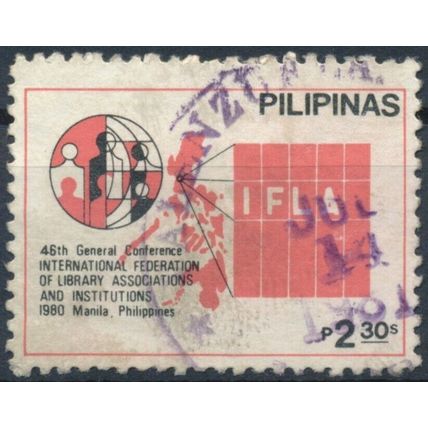 PILIPINAS
IFLA
46th General Conference
INTERNATIONAL FEDERATION
OF LIBRARY ASSOCIATIONS
AND INSTITUTIONS
1980 Manila, Philippines
JUL
14
1981
P2.30s